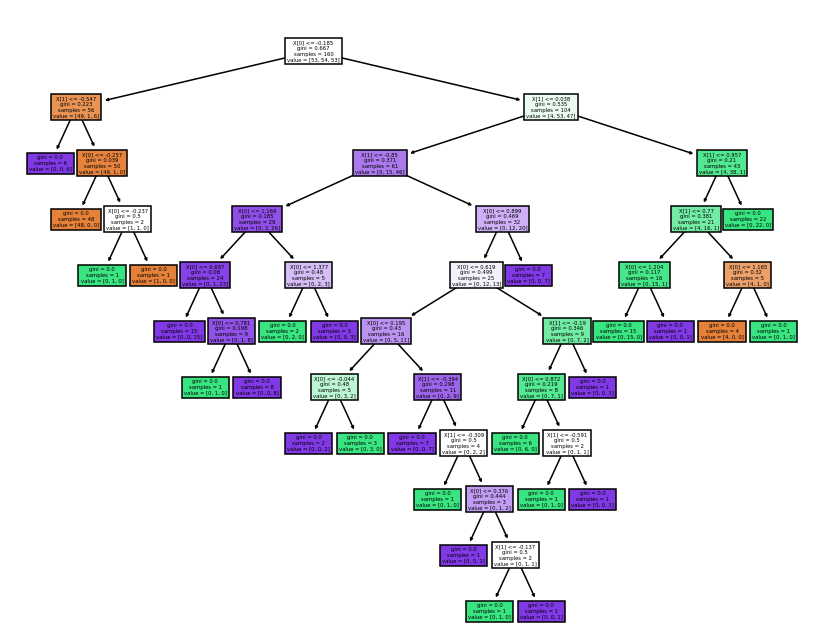 X[0] <= -0.185
gini = 0.667
samples = 160
value = [53, 54, 53]
X[1] <= -0.547
gini = 0.223
samples = 56
value = [49, 1, 6]
X[1] <= 0.038
gini = 0.535
samples = 104
value = [4, 53, 47]
gini = 0.0
samples = 6
value = [0, 0, 6]
X[0] <= -0.257
gini = 0.039
samples = 50
value = [49, 1, 0]
X[1] <= -0.85
gini = 0.371
samples = 61
value = [0, 15, 46]
X[1] <= 0.957
gini = 0.21
samples = 43
value = [4, 38, 1]
gini = 0.0
samples = 48
value = [48, 0, 0]
X[0] <= -0.237
gini = 0.5
samples = 2
value = [1, 1, 0]
X[0] <= 1.169
gini = 0.185
samples = 29
value = [0, 3, 26]
X[0] <= 0.899
gini = 0.469
samples = 32
value = [0, 12, 20]
X[1] <= 0.77
gini = 0.381
samples = 21
value = [4, 16, 1]
gini = 0.0
samples = 22
value = [0, 22, 0]
gini = 0.0
samples = 1
value = [0, 1, 0]
gini = 0.0
samples = 1
value = [1, 0, 0]
X[0] <= 0.697
gini = 0.08
samples = 24
value = [0, 1, 23]
X[0] <= 1.377
gini = 0.48
samples = 5
value = [0, 2, 3]
X[0] <= 0.619
gini = 0.499
samples = 25
value = [0, 12, 13]
gini = 0.0
samples = 7
value = [0, 0, 7]
X[0] <= 1.204
gini = 0.117
samples = 16
value = [0, 15, 1]
X[0] <= 1.165
gini = 0.32
samples = 5
value = [4, 1, 0]
gini = 0.0
samples = 15
value = [0, 0, 15]
X[0] <= 0.761
gini = 0.198
samples = 9
value = [0, 1, 8]
gini = 0.0
samples = 2
value = [0, 2, 0]
gini = 0.0
samples = 3
value = [0, 0, 3]
X[0] <= 0.195
gini = 0.43
samples = 16
value = [0, 5, 11]
X[1] <= -0.19
gini = 0.346
samples = 9
value = [0, 7, 2]
gini = 0.0
samples = 15
value = [0, 15, 0]
gini = 0.0
samples = 1
value = [0, 0, 1]
gini = 0.0
samples = 4
value = [4, 0, 0]
gini = 0.0
samples = 1
value = [0, 1, 0]
gini = 0.0
samples = 1
value = [0, 1, 0]
gini = 0.0
samples = 8
value = [0, 0, 8]
X[0] <= -0.044
gini = 0.48
samples = 5
value = [0, 3, 2]
X[1] <= -0.394
gini = 0.298
samples = 11
value = [0, 2, 9]
X[0] <= 0.872
gini = 0.219
samples = 8
value = [0, 7, 1]
gini = 0.0
samples = 1
value = [0, 0, 1]
gini = 0.0
samples = 2
value = [0, 0, 2]
gini = 0.0
samples = 3
value = [0, 3, 0]
gini = 0.0
samples = 7
value = [0, 0, 7]
X[1] <= -0.309
gini = 0.5
samples = 4
value = [0, 2, 2]
gini = 0.0
samples = 6
value = [0, 6, 0]
X[1] <= -0.591
gini = 0.5
samples = 2
value = [0, 1, 1]
gini = 0.0
samples = 1
value = [0, 1, 0]
X[0] <= 0.376
gini = 0.444
samples = 3
value = [0, 1, 2]
gini = 0.0
samples = 1
value = [0, 1, 0]
gini = 0.0
samples = 1
value = [0, 0, 1]
gini = 0.0
samples = 1
value = [0, 0, 1]
X[1] <= -0.137
gini = 0.5
samples = 2
value = [0, 1, 1]
gini = 0.0
samples = 1
value = [0, 1, 0]
gini = 0.0
samples = 1
value = [0, 0, 1]